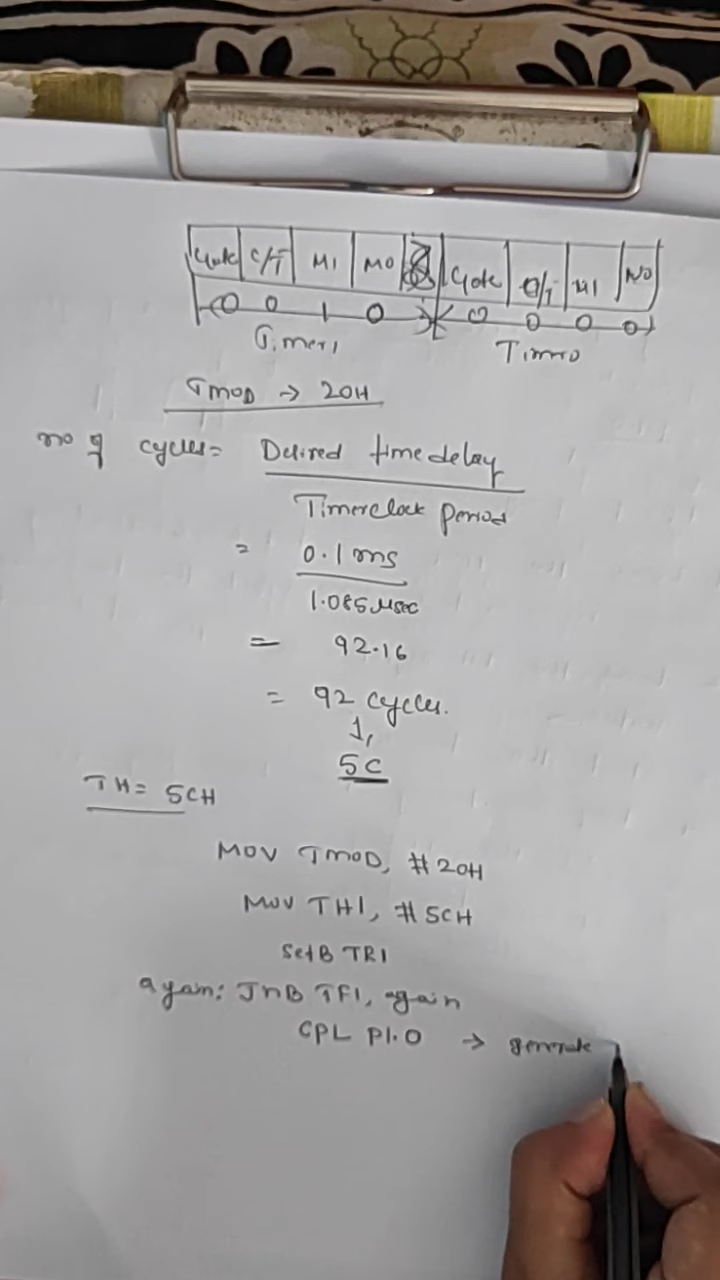 Gate C/T M1 M0 Gate C/T M1 M0
0 0 1 0 0 0 0 0
Timer1 Timer0
TMOD → 20H
no of cycles = Desired time delay
Timer Clock Period
= 0.1 ms
1.085 μsec
= 92.16
= 92 cycles.
↓
5C
TH = 5CH
MOV TMOD, #20H
MOV TH1, #5CH
SetB TR1
again: JnB TF1, again
CPL P1.0 → generate